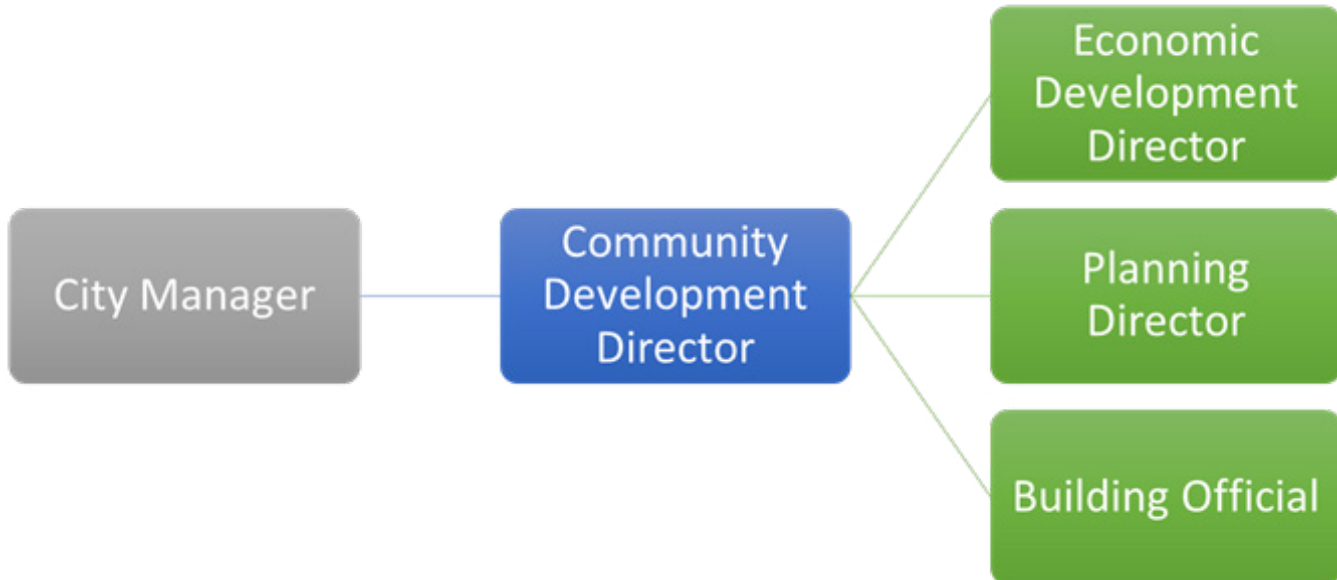 City Manager
Community
Development
Director
Economic
Development
Director
Planning
Director
Building Official